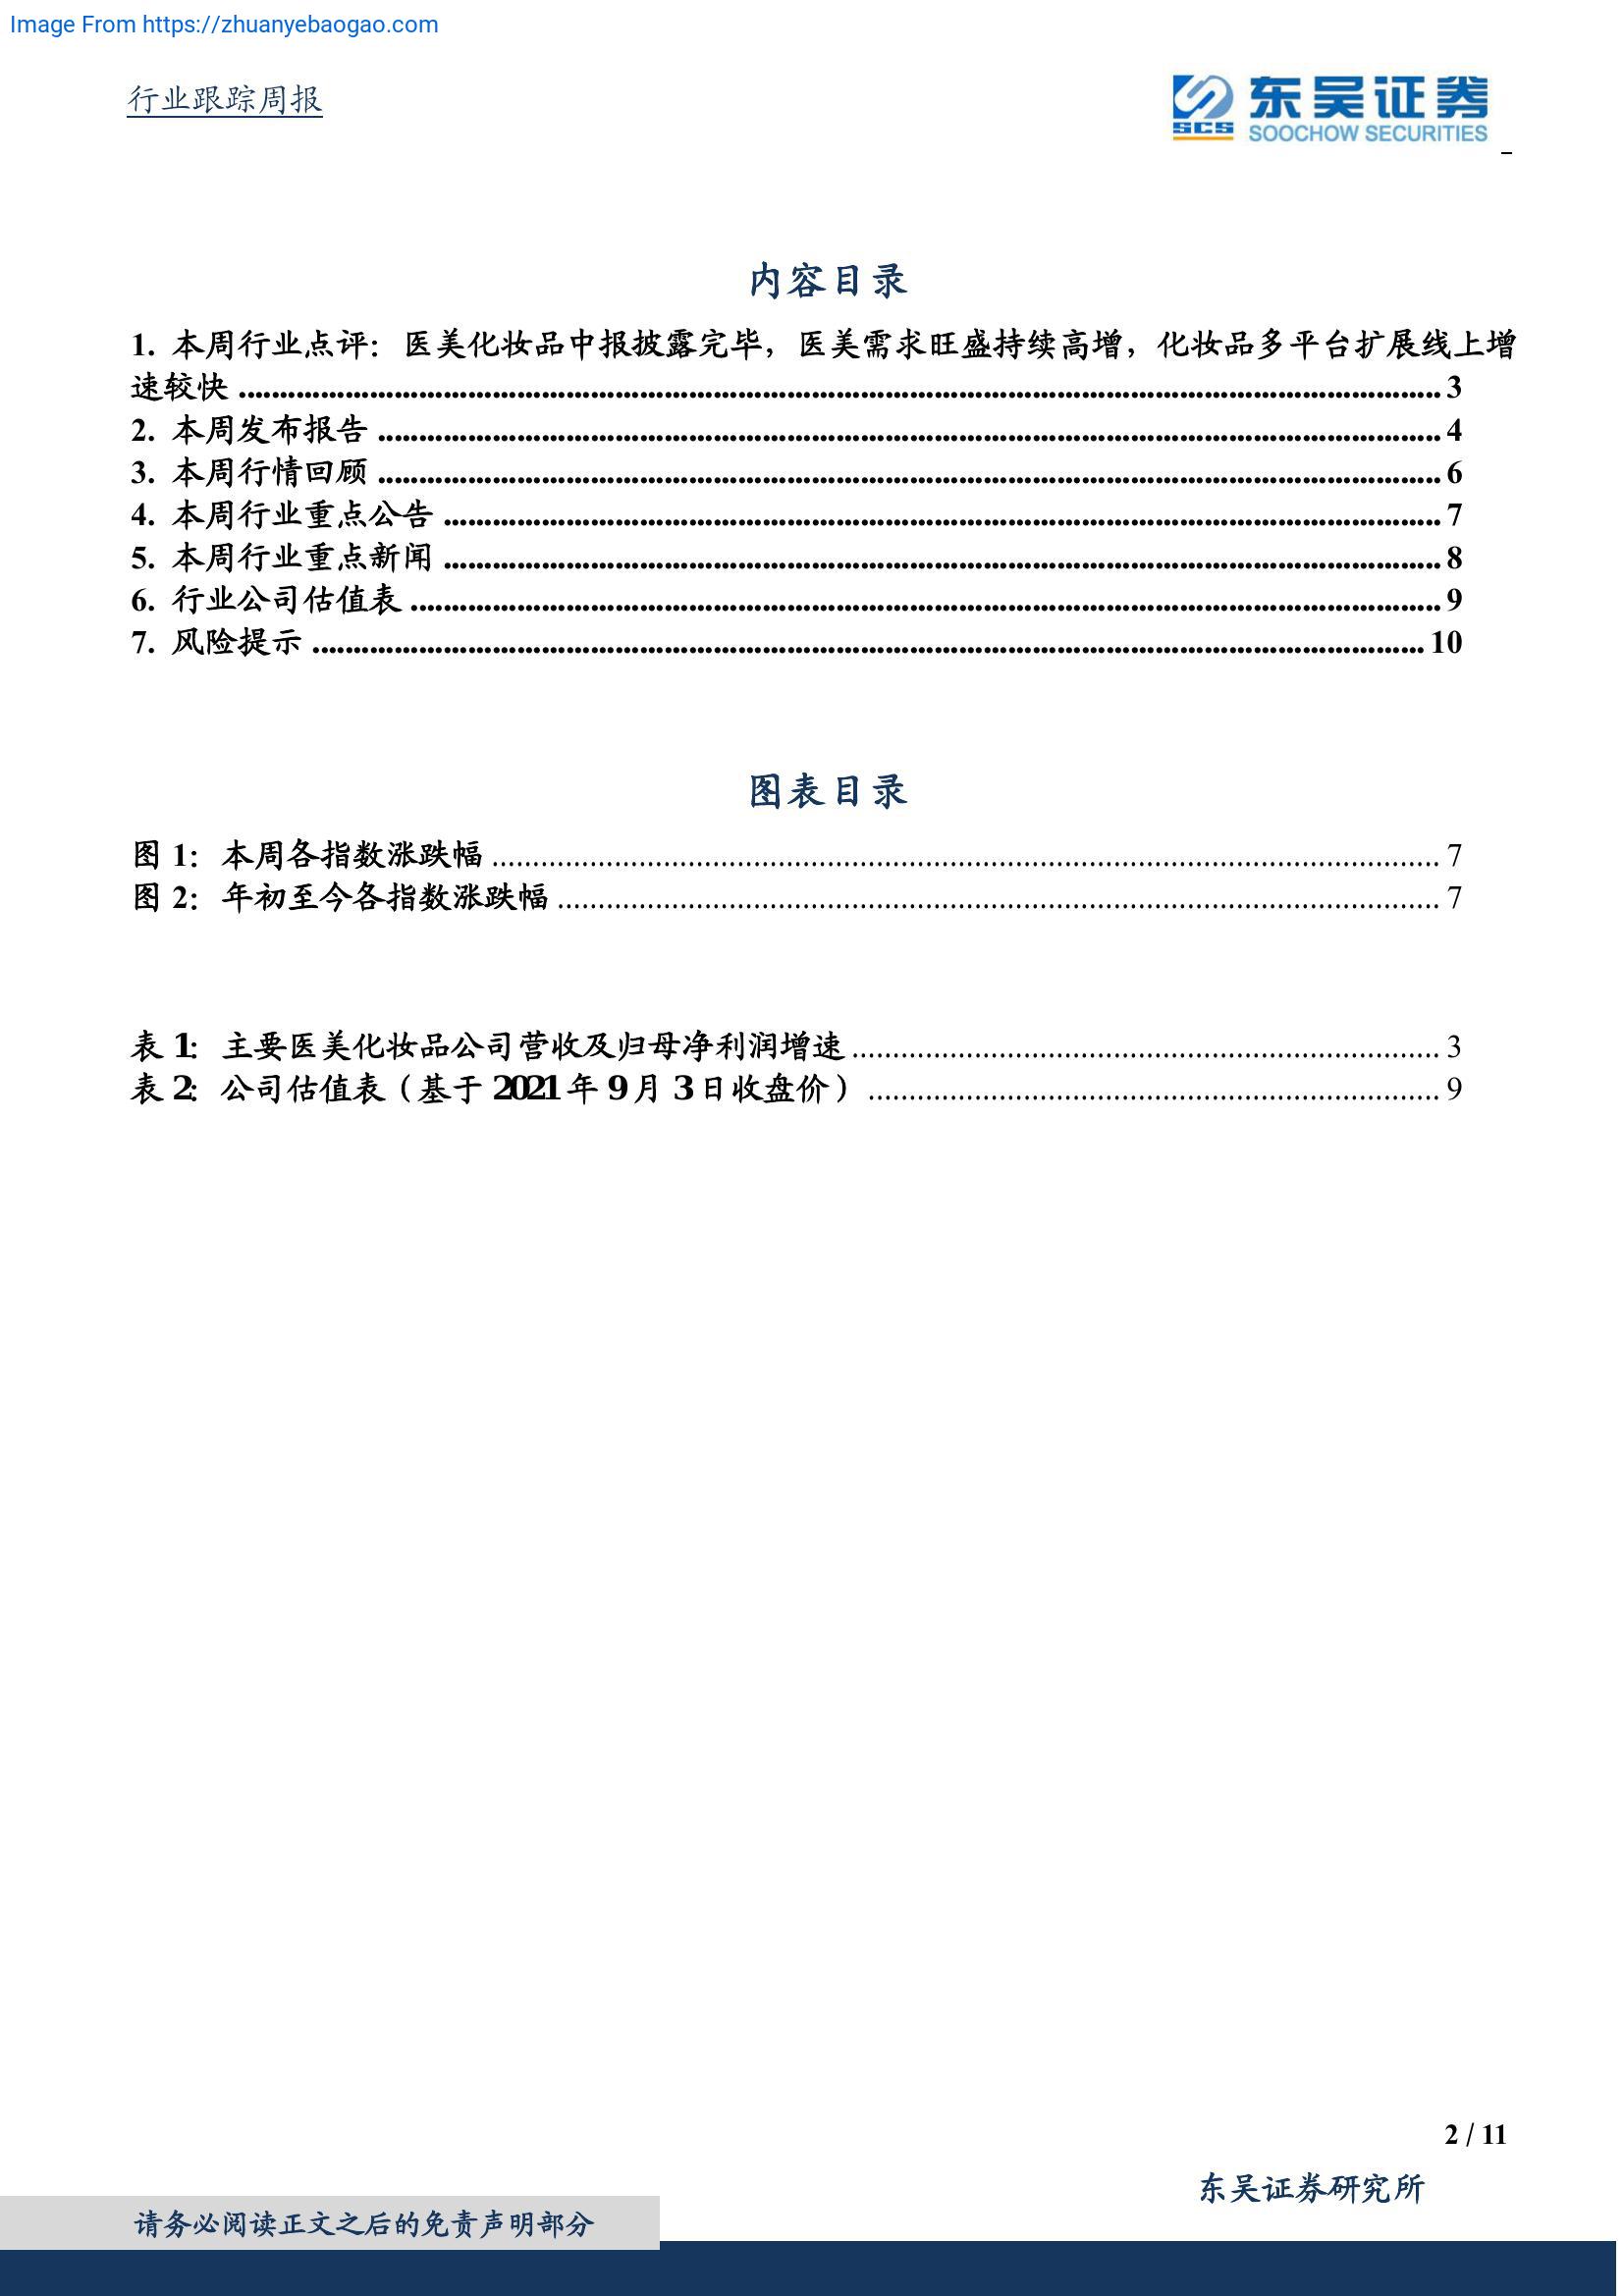 Image From https://zhuanyebaogao.com
行业跟踪周报
SCS 东吴证券
SOOCHOW SECURITIES
内容目录
1. 本周行业点评：医美化妆品中报披露完毕，医美需求旺盛持续高增，化妆品多平台扩展线上增
速较快 ........................................ 3
2. 本周发布报告 ........................................ 4
3. 本周行情回顾 ........................................ 6
4. 本周行业重点公告 ........................................ 7
5. 本周行业重点新闻 ........................................ 8
6. 行业公司估值表 ........................................ 9
7. 风险提示 ........................................ 10
图表目录
图 1：本周各指数涨跌幅 ........................................ 7
图 2：年初至今各指数涨跌幅 ........................................ 7
表 1：主要医美化妆品公司营收及归母净利润增速 ........................................ 3
表 2：公司估值表（基于 2021 年 9 月 3 日收盘价） ........................................ 9
2 / 11
东吴证券研究所
请务必阅读正文之后的免责声明部分